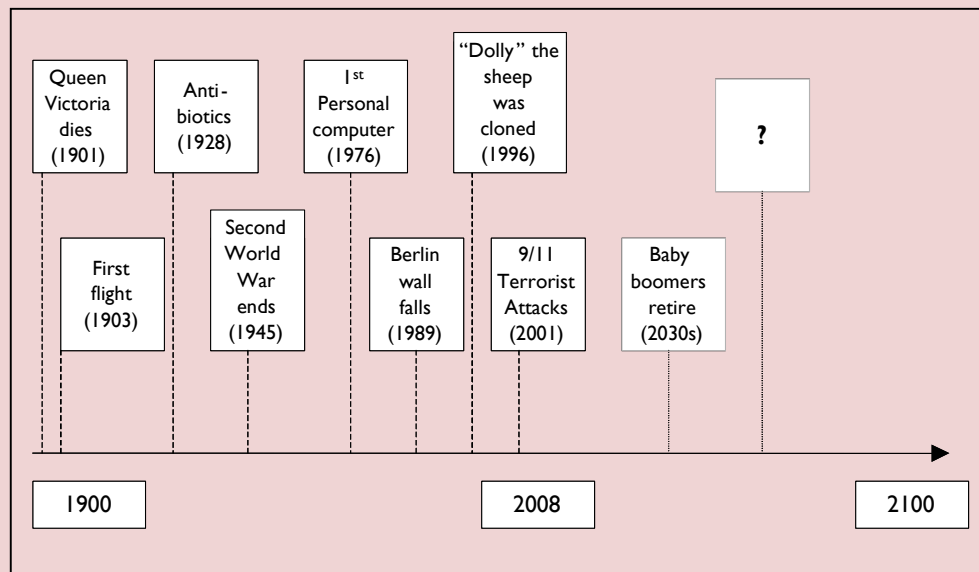 Queen
Victoria
dies
(1901)
Anti-
biotics
(1928)
1st
Personal
computer
(1976)
“Dolly” the
sheep
was
cloned
(1996)
?
First
flight
(1903)
Second
World
War
ends
(1945)
Berlin
wall
falls
(1989)
9/11
Terrorist
Attacks
(2001)
Baby
boomers
retire
(2030s)
1900
2008
2100